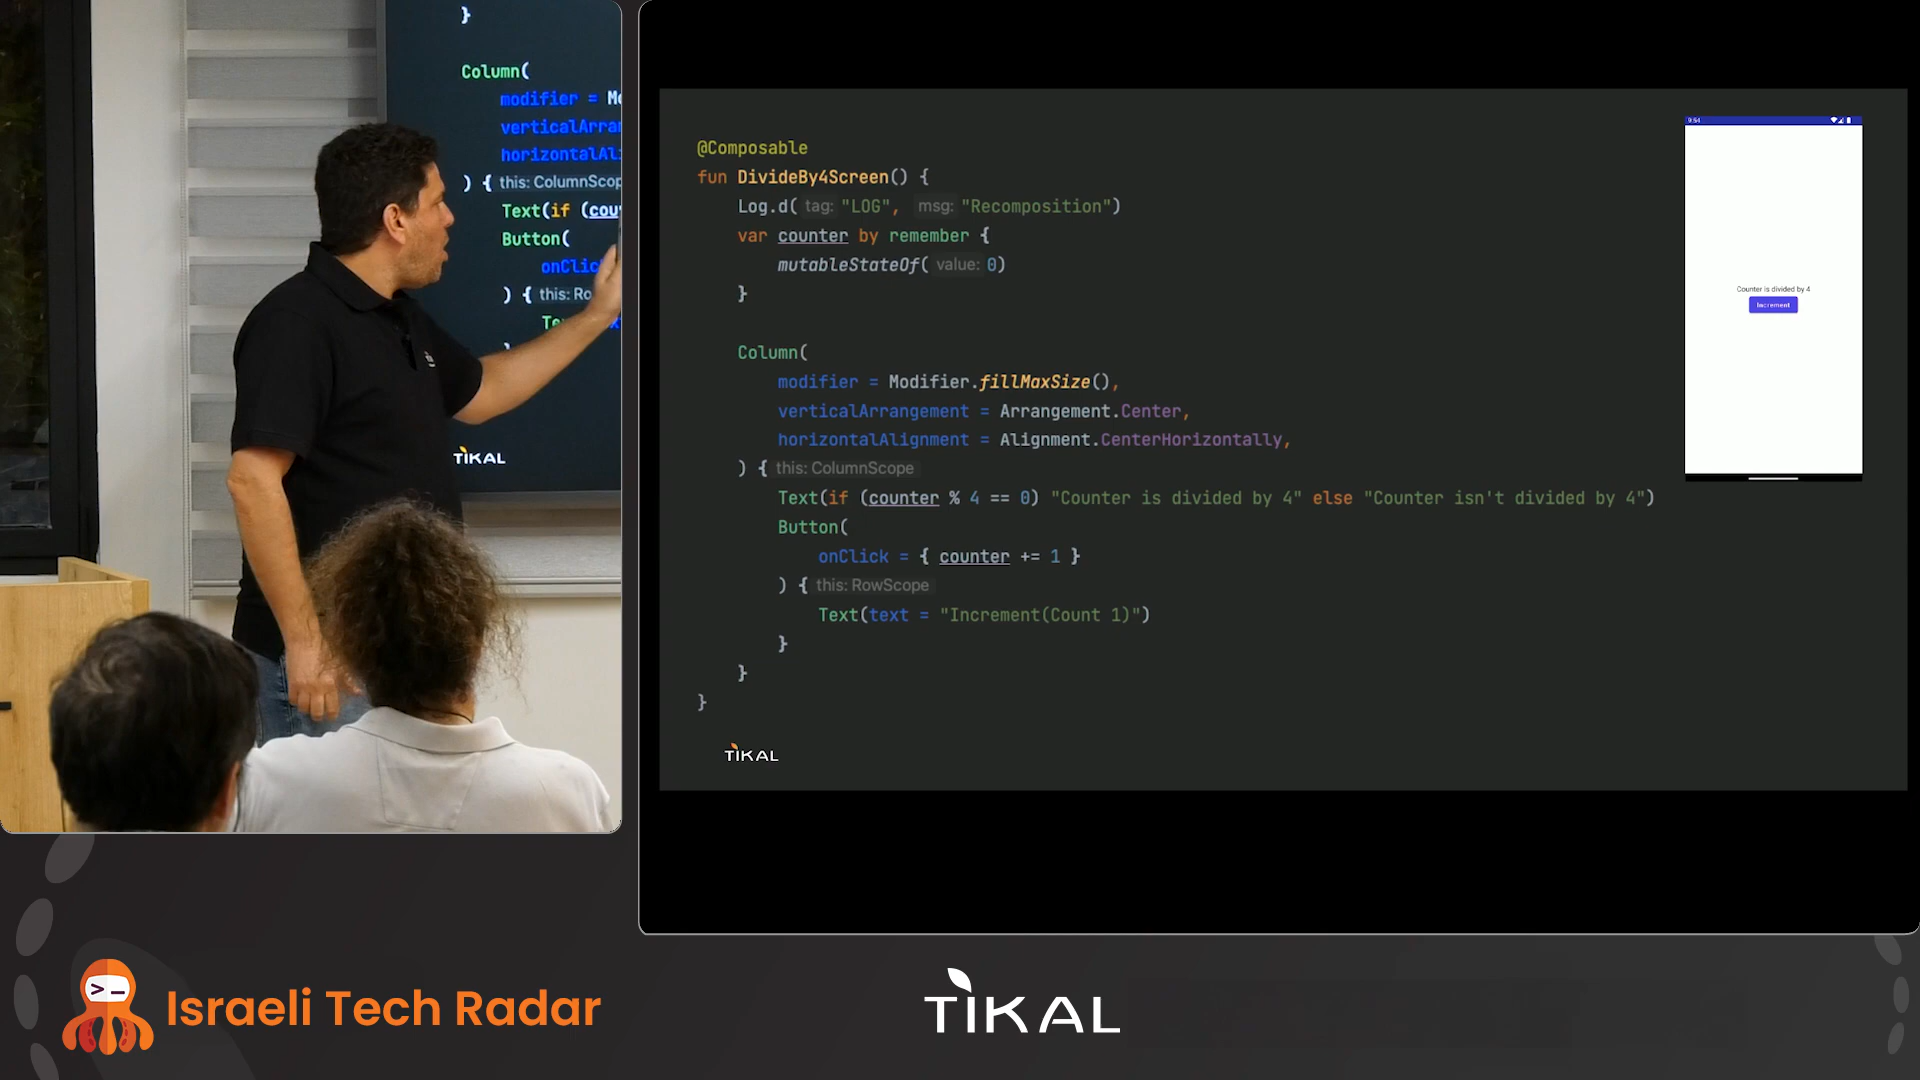 }
Column(
modifier = Mo
verticalArra
horizontalAl
) { this: ColumnScop
Text(if (cou
Button(
onClic
) { this: Ro
TIKAL
@Composable
fun DivideBy4Screen() {
Log.d( tag: "LOG", msg: "Recomposition")
var counter by remember {
mutableStateOf( value: 0)
}
Column(
modifier = Modifier.fillMaxSize(),
verticalArrangement = Arrangement.Center,
horizontalAlignment = Alignment.CenterHorizontally,
) { this: ColumnScope
Text(if (counter % 4 == 0) "Counter is divided by 4" else "Counter isn't divided by 4")
Button(
onClick = { counter += 1 }
) { this: RowScope
Text(text = "Increment(Count 1)")
}
}
}
TIKAL
9:54
Counter is divided by 4
Increment
>_
Israeli Tech Radar
TIKAL